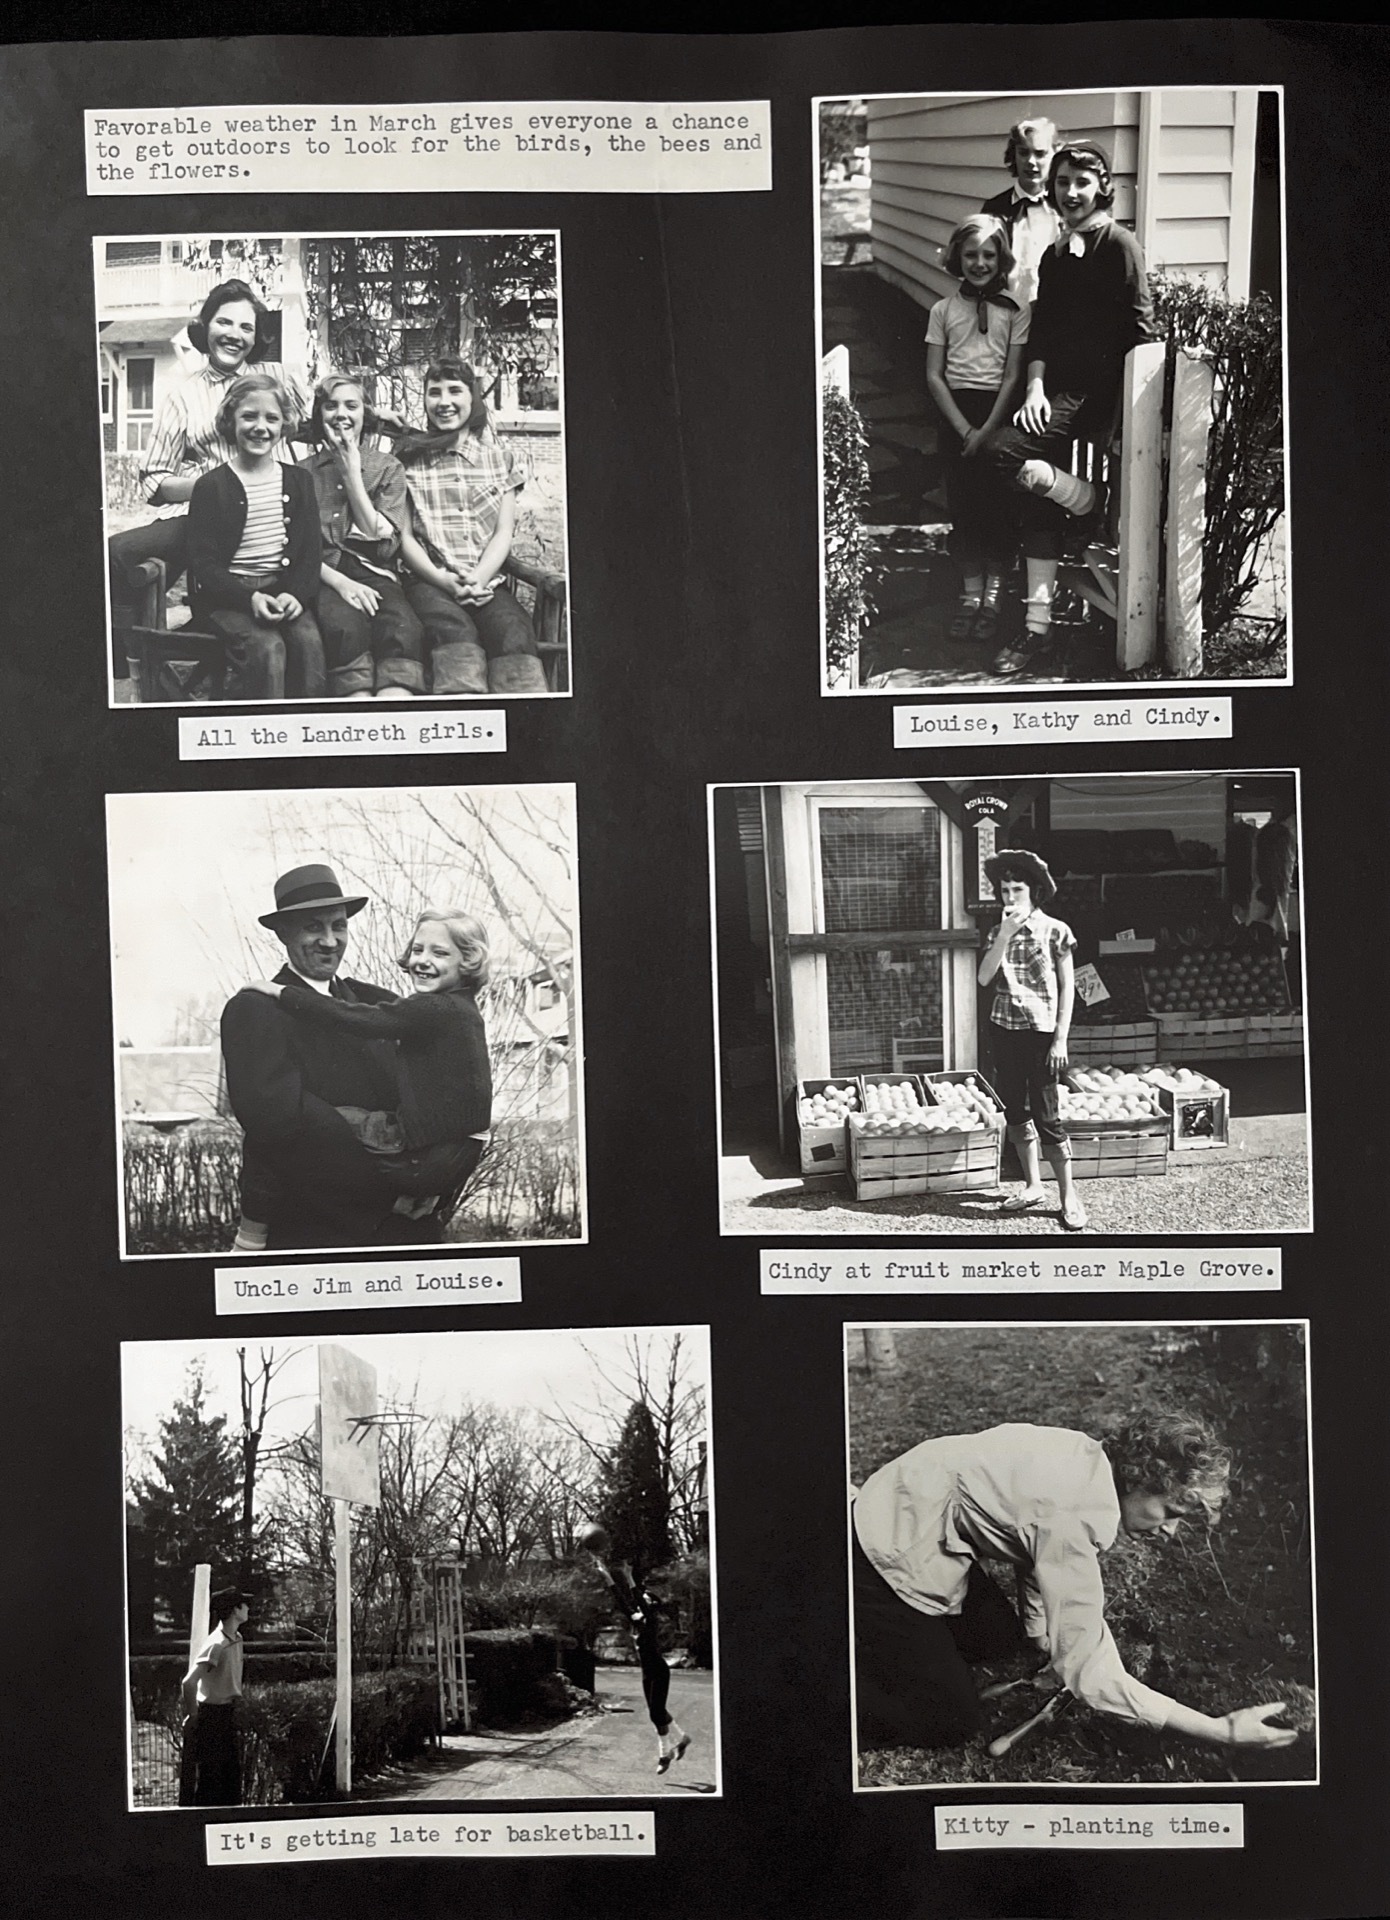 Favorable weather in March gives everyone a chance
to get outdoors to look for the birds, the bees and
the flowers.
All the Landreth girls.
Louise, Kathy and Cindy.
ROYAL CROWN
COLA
Uncle Jim and Louise.
Cindy at fruit market near Maple Grove.
It's getting late for basketball.
Kitty - planting time.